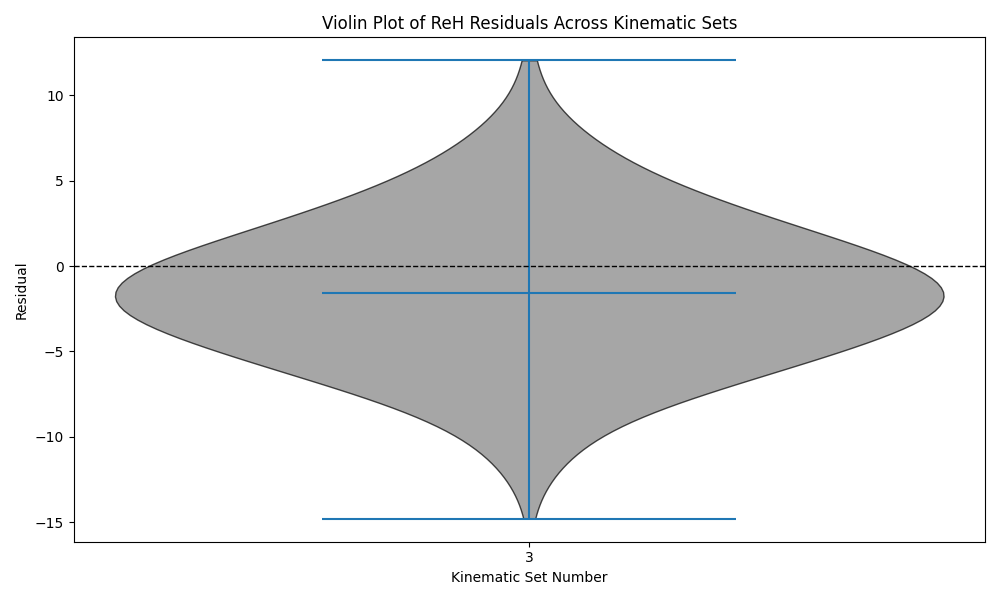 Violin Plot of ReH Residuals Across Kinematic Sets
Residual
10
5
0
−5
−10
−15
3
Kinematic Set Number